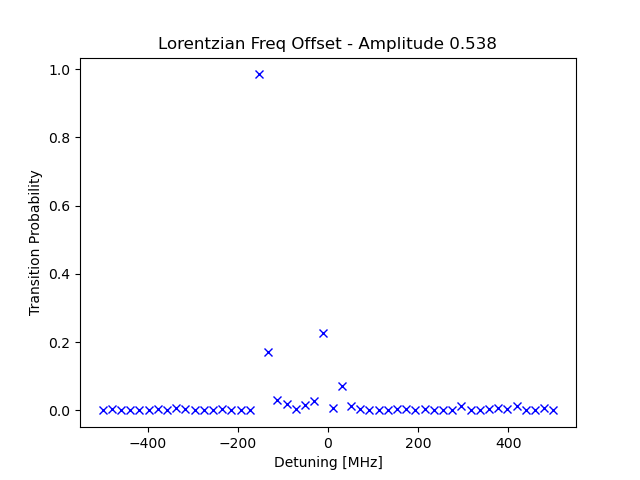 Lorentzian Freq Offset - Amplitude 0.538
1.0
0.8
0.6
0.4
0.2
0.0
Transition Probability
−400 −200 0 200 400
Detuning [MHz]